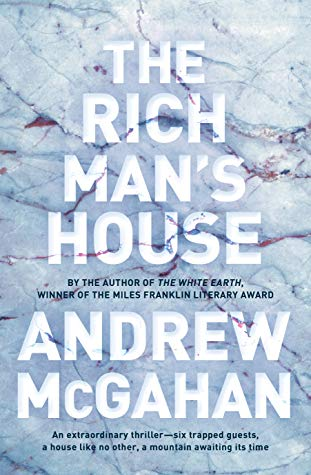 THE
RICH
MAN'S
HOUSE
BY THE AUTHOR OF THE WHITE EARTH,
WINNER OF THE MILES FRANKLIN LITERARY AWARD
ANDREW
McGAHAN
An extraordinary thriller—six trapped guests,
a house like no other, a mountain awaiting its time